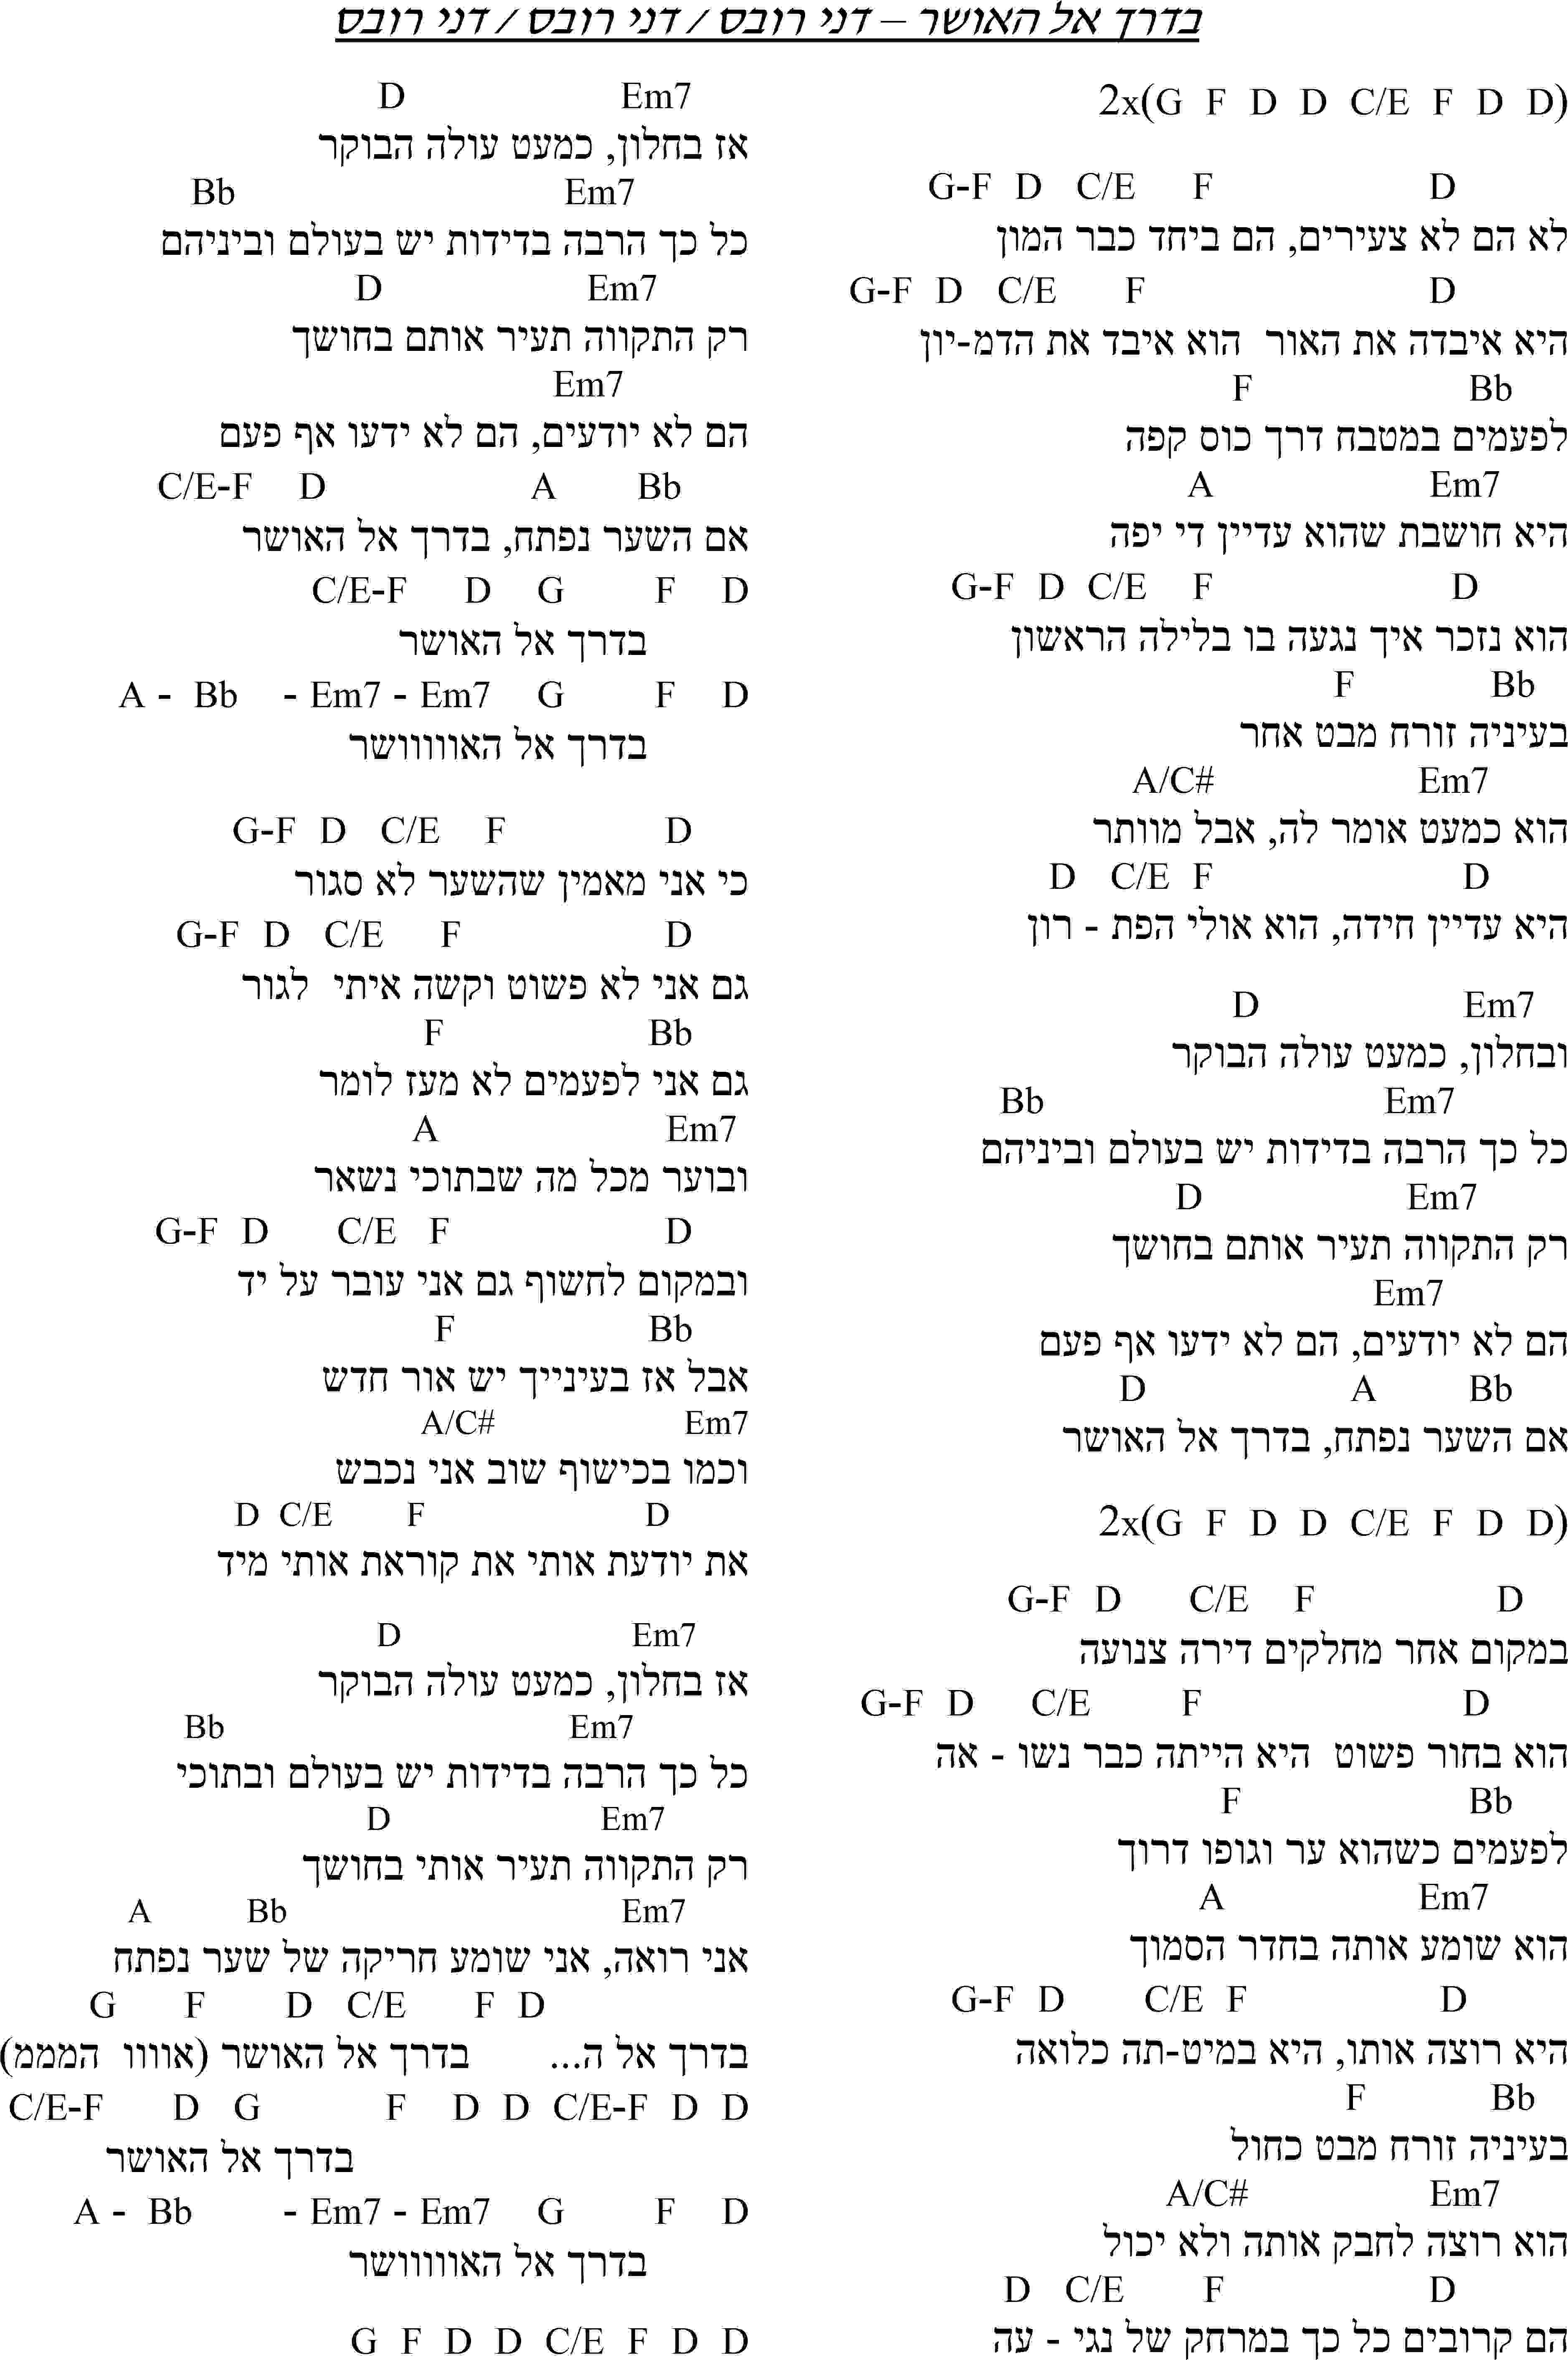 בדרך אל האושר – דני רובס / דני רובס / דני רובס
2x(G F D D C/E F D D)
G-F D C/E F D
לא הם לא צעירים, הם ביחד כבר המון
G-F D C/E F D
היא איבדה את האור הוא איבד את הדמ-יון
F Bb
לפעמים במטבח דרך כוס קפה
A Em7
היא חושבת שהוא עדיין די יפה
G-F D C/E F D
הוא נזכר איך נגעה בו בלילה הראשון
F Bb
בעיניה זורח מבט אחר
A/C# Em7
הוא כמעט אומר לה, אבל מוותר
D C/E F D
היא עדיין חידה, הוא אולי הפת - רון
D Em7
ובחלון, כמעט עולה הבוקר
Bb Em7
כל כך הרבה בדידות יש בעולם וביניהם
D Em7
רק התקווה תעיר אותם בחושך
Em7
הם לא יודעים, הם לא ידעו אף פעם
D A Bb
אם השער נפתח, בדרך אל האושר
2x(G F D D C/E F D D)
G-F D C/E F D
במקום אחר מחלקים דירה צנועה
G-F D C/E F D
הוא בחור פשוט היא הייתה כבר נשו - אה
F Bb
לפעמים כשהוא ער וגופו דרוך
A Em7
הוא שומע אותה בחדר הסמוך
G-F D C/E F D
היא רוצה אותו, היא במיט-תה כלואה
F Bb
בעיניה זורח מבט כחול
A/C# Em7
הוא רוצה לחבק אותה ולא יכול
D C/E F D
הם קרובים כל כך במרחק של נגי - עה
D Em7
אז בחלון, כמעט עולה הבוקר
Bb Em7
כל כך הרבה בדידות יש בעולם וביניהם
D Em7
רק התקווה תעיר אותם בחושך
Em7
הם לא יודעים, הם לא ידעו אף פעם
C/E-F D A Bb
אם השער נפתח, בדרך אל האושר
C/E-F D G F D
בדרך אל האושר
A - Bb - Em7 - Em7 G F D
בדרך אל האוווווושר
G-F D C/E F D
כי אני מאמין שהשער לא סגור
G-F D C/E F D
גם אני לא פשוט וקשה איתי לגור
F Bb
גם אני לפעמים לא מעז לומר
A Em7
ובוער מכל מה שבתוכי נשאר
G-F D C/E F D
ובמקום לחשוף גם אני עובר על יד
F Bb
אבל אז בעינייך יש אור חדש
A/C# Em7
וכמו בכישוף שוב אני נכבש
D C/E F D
את יודעת אותי את קוראת אותי מיד
D Em7
אז בחלון, כמעט עולה הבוקר
Bb Em7
כל כך הרבה בדידות יש בעולם ובתוכי
D Em7
רק התקווה תעיר אותי בחושך
A Bb Em7
אני רואה, אני שומע חריקה של שער נפתח
G F D C/E F D
בדרך אל ה... בדרך אל האושר (אוווו הממממ)
C/E-F D G F D D C/E-F D D
בדרך אל האושר
A - Bb - Em7 - Em7 G F D
בדרך אל האוווווושר
G F D D C/E F D D